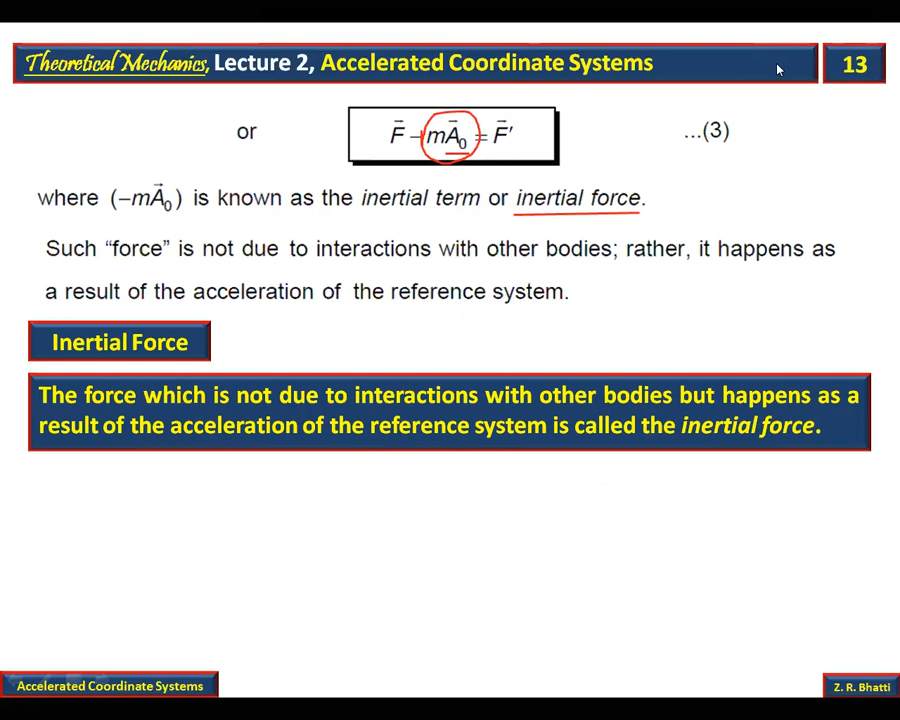 Theoretical Mechanics, Lecture 2, Accelerated Coordinate Systems 13
or F⃗ − mA⃗₀ = F⃗′ ...(3)
where (−mA⃗₀) is known as the inertial term or inertial force.
Such “force” is not due to interactions with other bodies; rather, it happens as
a result of the acceleration of the reference system.
Inertial Force
The force which is not due to interactions with other bodies but happens as a
result of the acceleration of the reference system is called the inertial force.
Accelerated Coordinate Systems Z. R. Bhatti